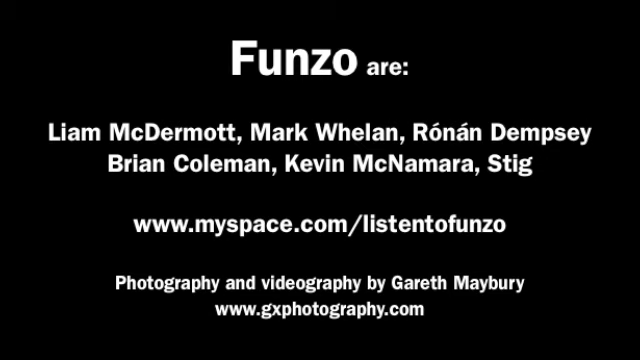 Funzo are:
Liam McDermott, Mark Whelan, Rónán Dempsey
Brian Coleman, Kevin McNamara, Stig
www.myspace.com/listentofunzo
Photography and videography by Gareth Maybury
www.gxphotography.com